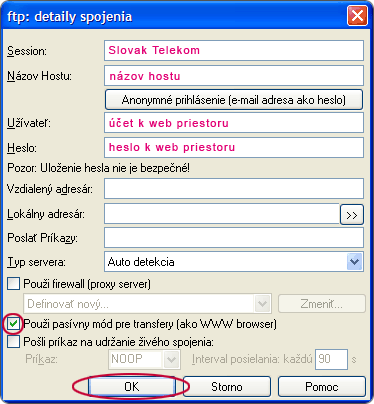 ftp: detaily spojenia
Session: Slovak Telekom
Názov Hostu: názov hostu
Anonymné prihlásenie (e-mail adresa ako heslo)
Užívateľ: účet k web priestoru
Heslo: heslo k web priestoru
Pozor: Uloženie hesla nie je bezpečné!
Vzdialený adresár:
Lokálny adresár: >>
Poslať Príkazy:
Typ servera: Auto detekcia
Použi firewall (proxy server)
Definovať nový... Zmeniť...
Použi pasívny mód pre transfery (ako WWW browser)
Pošli príkaz na udržanie živého spojenia:
Príkaz: NOOP Interval posielania: každú 90 s
OK Storno Pomoc